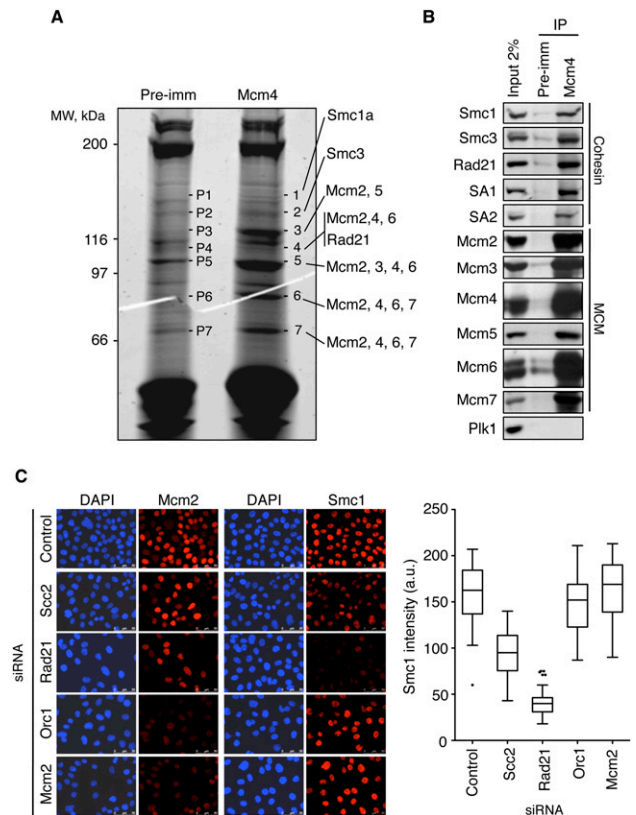 A
Pre-imm Mcm4
MW, kDa
200
116
97
66
P1
P2
P3
P4
P5
P6
P7
1
2
3
4
5
6
7
Smc1a
Smc3
Mcm2, 5
Mcm2,4, 6
Rad21
Mcm2, 3, 4, 6
Mcm2, 4, 6, 7
Mcm2, 4, 6, 7
B
IP
Input 2%
Pre-imm
Mcm4
Smc1
Smc3
Rad21
SA1
SA2
Mcm2
Mcm3
Mcm4
Mcm5
Mcm6
Mcm7
Plk1
Cohesin
MCM
C
DAPI Mcm2 DAPI Smc1
siRNA
Control
Scc2
Rad21
Orc1
Mcm2
Smc1 intensity (a.u.)
250
200
150
100
50
0
Control
Scc2
Rad21
Orc1
Mcm2
siRNA